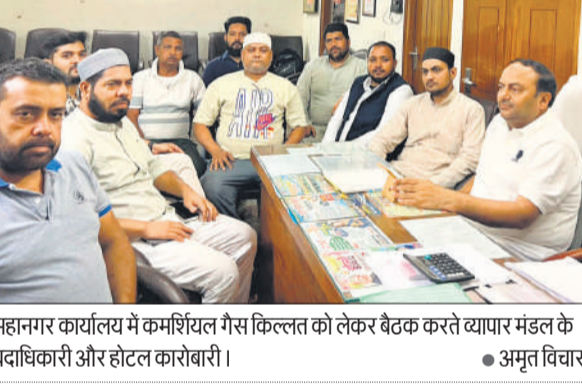 महानगर कार्यालय में कमर्शियल गैस किल्लत को लेकर बैठक करते व्यापार मंडल के
पदाधिकारी और होटल कारोबारी।
● अमृत विचार